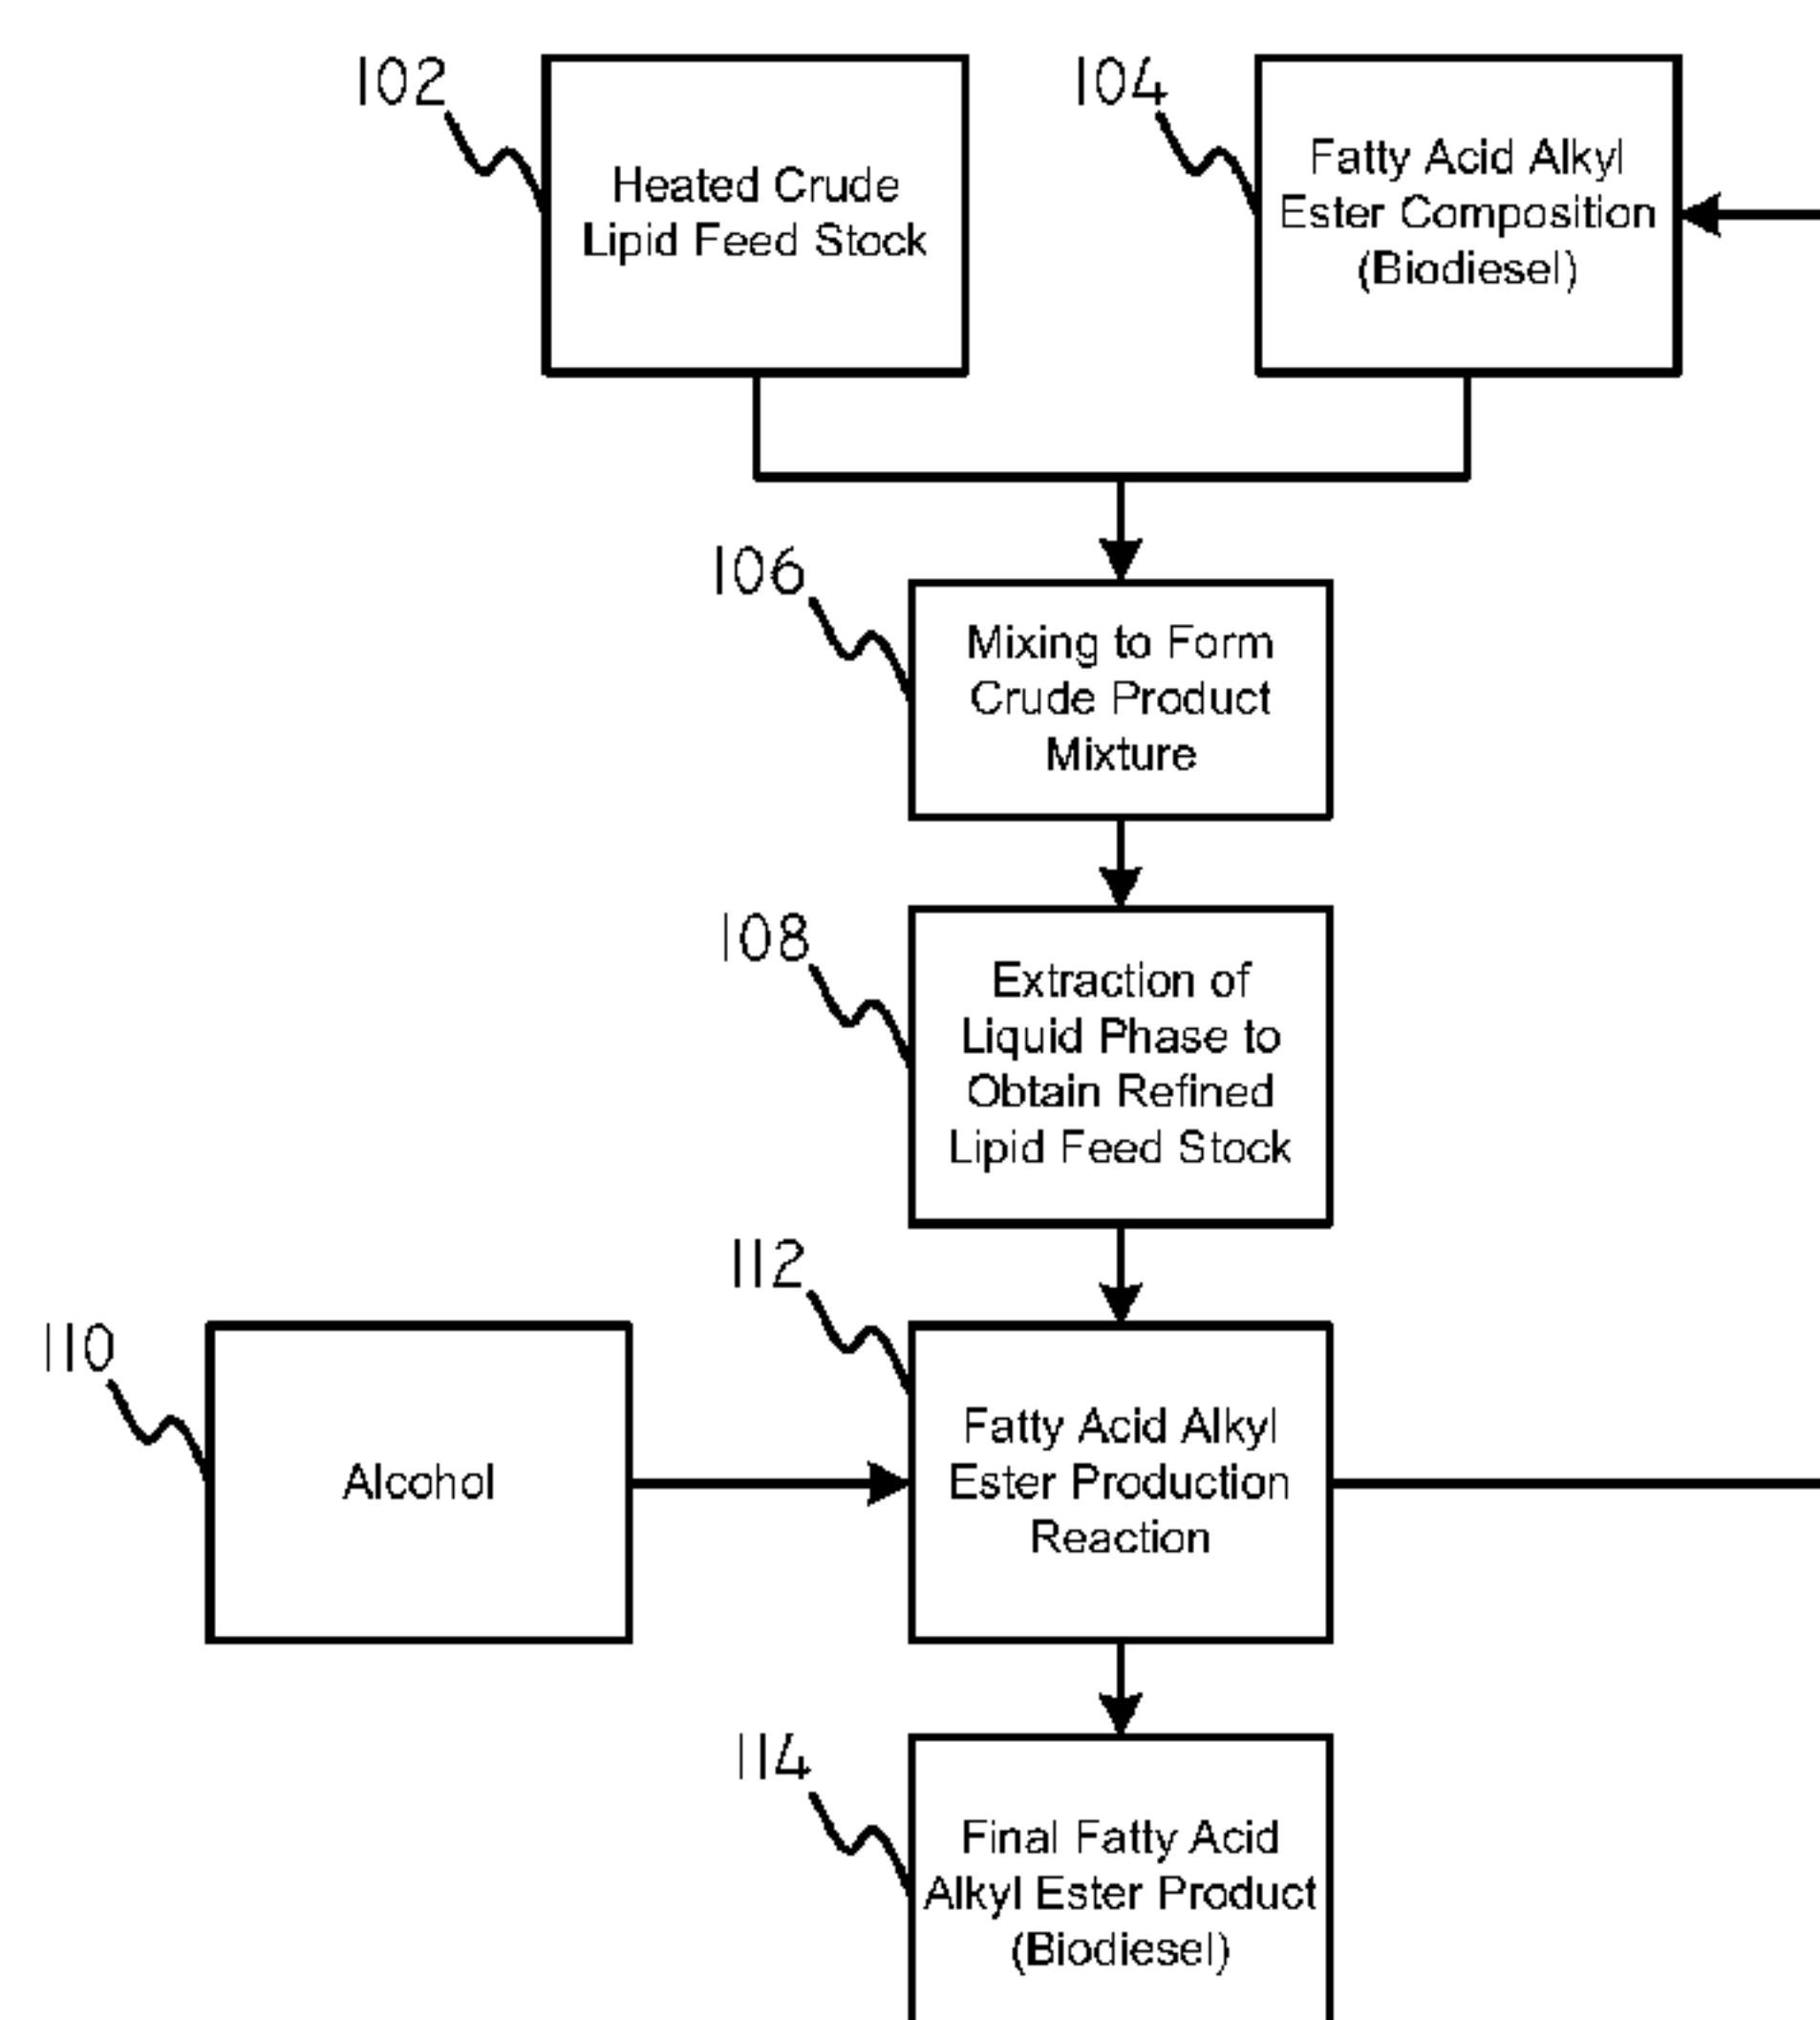 102
Heated Crude
Lipid Feed Stock
104
Fatty Acid Alkyl
Ester Composition
(Biodiesel)
106
Mixing to Form
Crude Product
Mixture
108
Extraction of
Liquid Phase to
Obtain Refined
Lipid Feed Stock
110
Alcohol
112
Fatty Acid Alkyl
Ester Production
Reaction
114
Final Fatty Acid
Alkyl Ester Product
(Biodiesel)